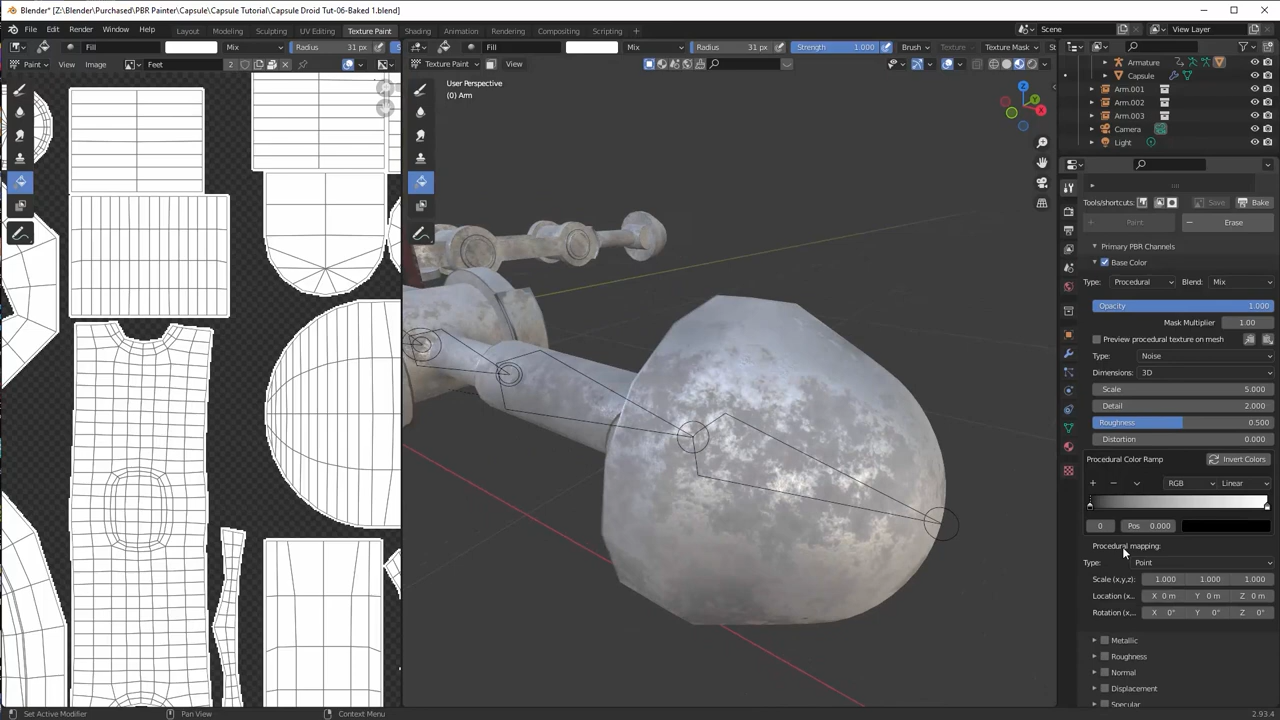 Blender* [Z:\Blender\Purchased\PBR Painter\Capsule\Capsule Tutorial\Capsule Droid Tut-06-Baked 1.blend]
File Edit Render Window Help Layout Modeling Sculpting UV Editing Texture Paint Shading Animation Rendering Compositing Scripting + Scene View Layer
Fill Mix Radius 31 px Fill Mix Radius 31 px Strength 1.000 Brush Texture Texture Mask
Paint View Image Feet 2 Texture Paint View
User Perspective
(0) Arm
Armature
Capsule
Arm.001
Arm.002
Arm.003
Camera
Light
Tools/shortcuts: Save Bake
Paint Erase
Primary PBR Channels
Base Color
Type: Procedural Blend: Mix
Opacity 1.000
Mask Multiplier 1.00
Preview procedural texture on mesh
Type: Noise
Dimensions: 3D
Scale 5.000
Detail 2.000
Roughness 0.500
Distortion 0.000
Procedural Color Ramp Invert Colors
+ − RGB Linear
0 Pos 0.000
Procedural mapping:
Type: Point
Scale (x,y,z): 1.000 1.000 1.000
Location (x... X 0 m Y 0 m Z 0 m
Rotation (x,... X 0° Y 0° Z 0°
Metallic
Roughness
Normal
Displacement
Specular
Set Active Modifier Pan View Context Menu 2.93.4